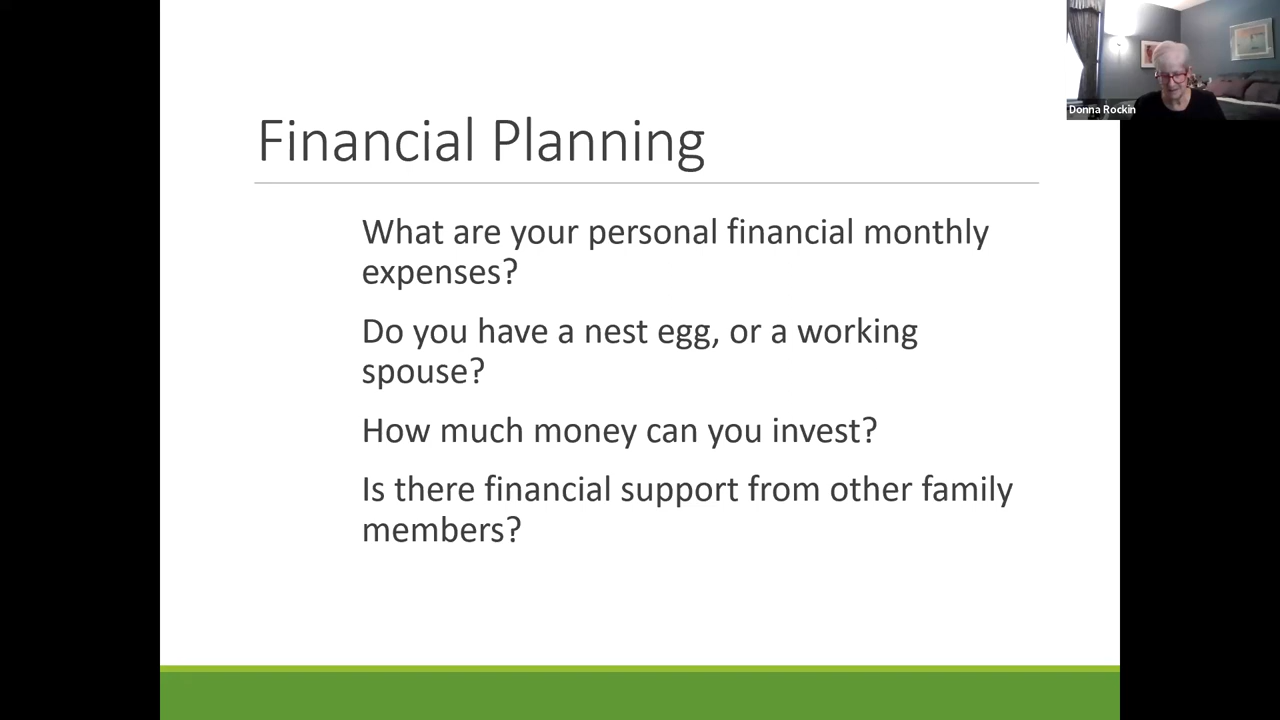 Donna Rockin
Financial Planning
What are your personal financial monthly
expenses?
Do you have a nest egg, or a working
spouse?
How much money can you invest?
Is there financial support from other family
members?